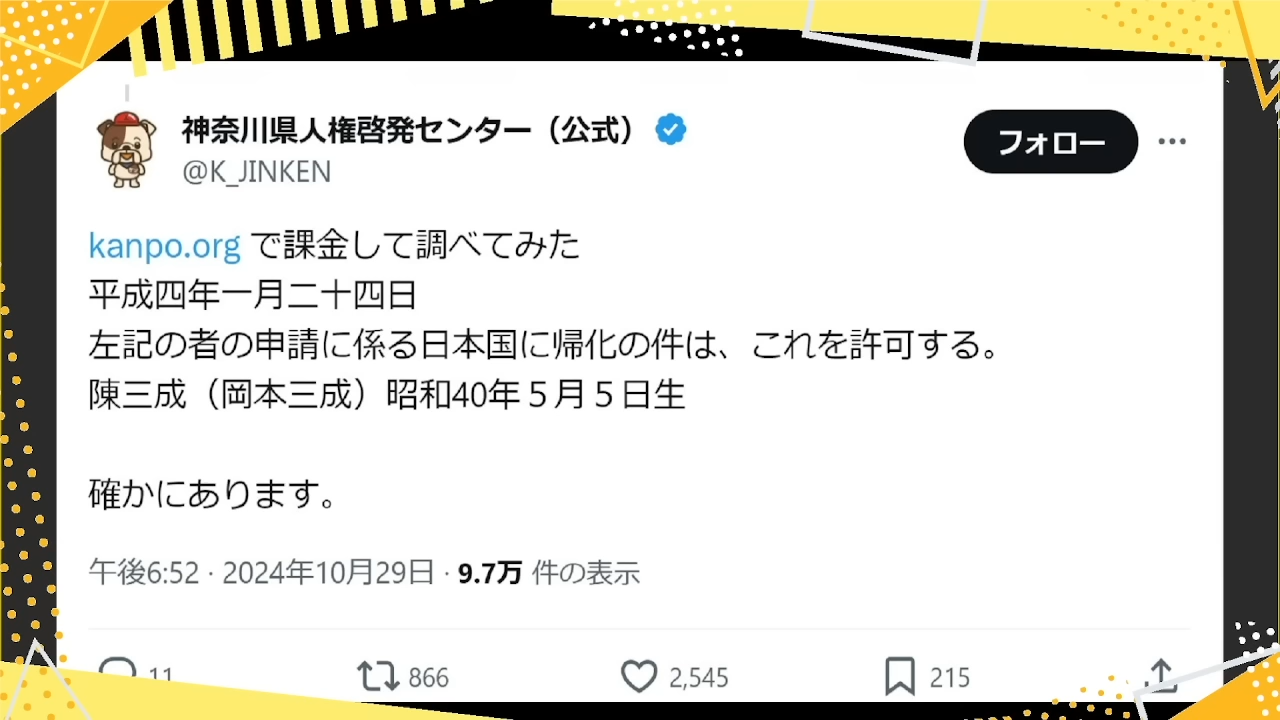 神奈川県人権啓発センター（公式）
@K_JINKEN
フォロー
kanpo.org で課金して調べてみた
平成四年一月二十四日
左記の者の申請に係る日本国に帰化の件は、これを許可する。
陳三成（岡本三成）昭和40年５月５日生
確かにあります。
午後6:52 · 2024年10月29日 · 9.7万 件の表示
11 866 2,545 215